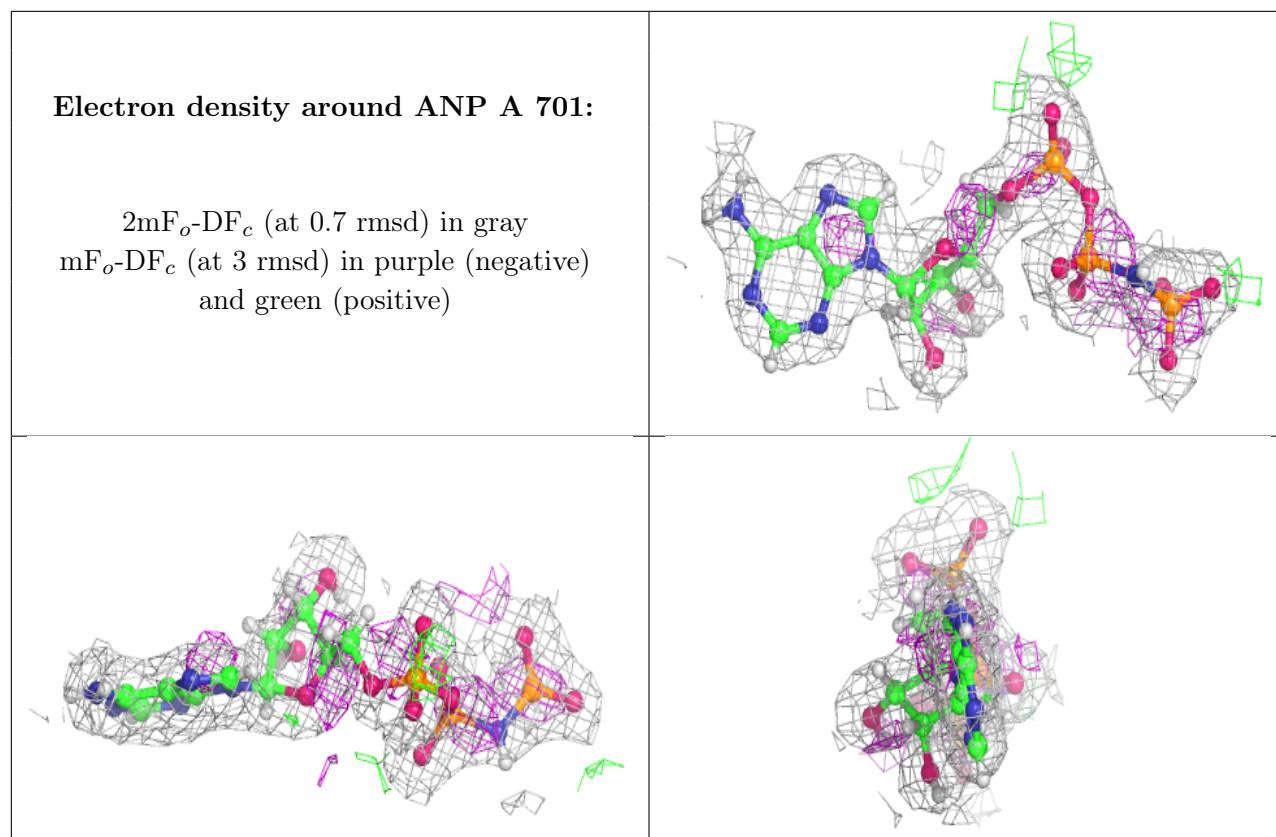 Electron density around ANP A 701:
2mFo-DFc (at 0.7 rmsd) in gray
mFo-DFc (at 3 rmsd) in purple (negative)
and green (positive)